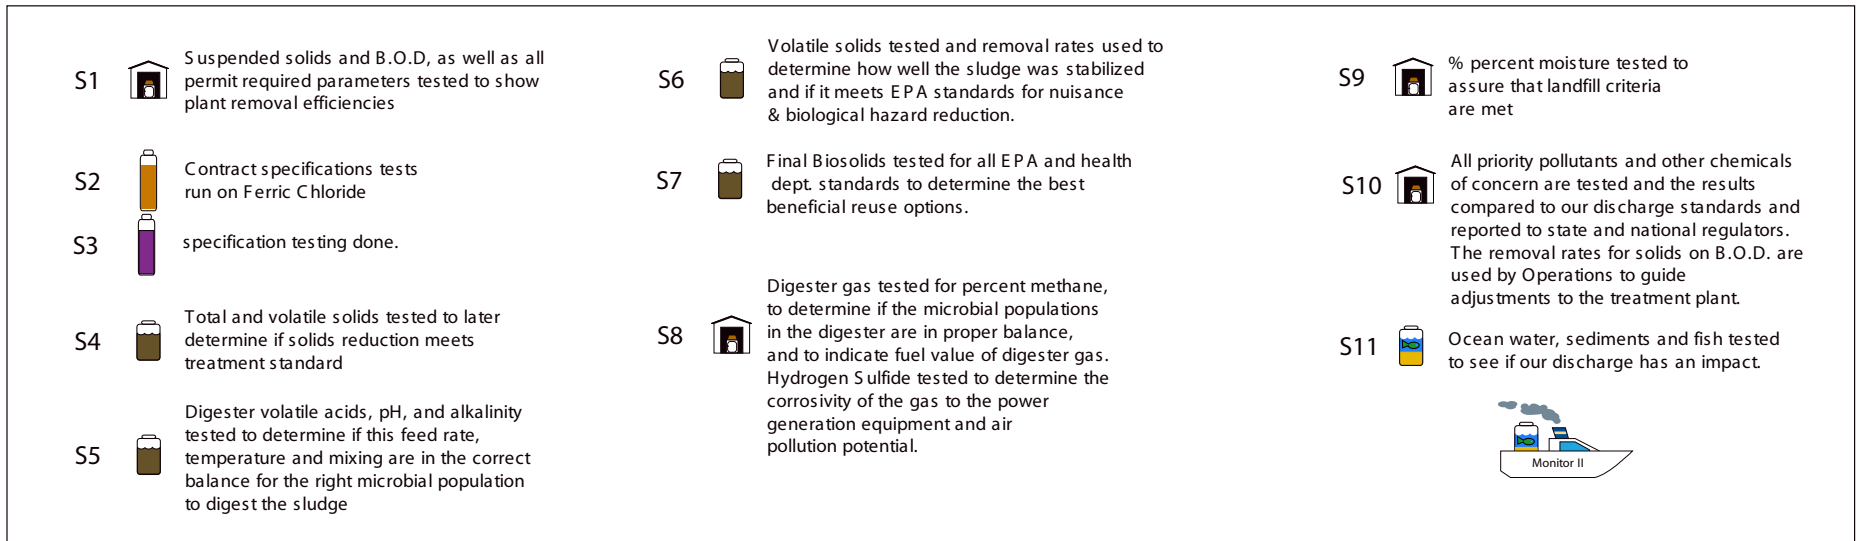 S1
Suspended solids and B.O.D, as well as all
permit required parameters tested to show
plant removal efficiencies
S2
Contract specifications tests
run on Ferric Chloride
S3
specification testing done.
S4
Total and volatile solids tested to later
determine if solids reduction meets
treatment standard
S5
Digester volatile acids, pH, and alkalinity
tested to determine if this feed rate,
temperature and mixing are in the correct
balance for the right microbial population
to digest the sludge
S6
Volatile solids tested and removal rates used to
determine how well the sludge was stabilized
and if it meets EPA standards for nuisance
& biological hazard reduction.
S7
Final Biosolids tested for all EPA and health
dept. standards to determine the best
beneficial reuse options.
S8
Digester gas tested for percent methane,
to determine if the microbial populations
in the digester are in proper balance,
and to indicate fuel value of digester gas.
Hydrogen Sulfide tested to determine the
corrosivity of the gas to the power
generation equipment and air
pollution potential.
S9
% percent moisture tested to
assure that landfill criteria
are met
S10
All priority pollutants and other chemicals
of concern are tested and the results
compared to our discharge standards and
reported to state and national regulators.
The removal rates for solids on B.O.D. are
used by Operations to guide
adjustments to the treatment plant.
S11
Ocean water, sediments and fish tested
to see if our discharge has an impact.
Monitor II